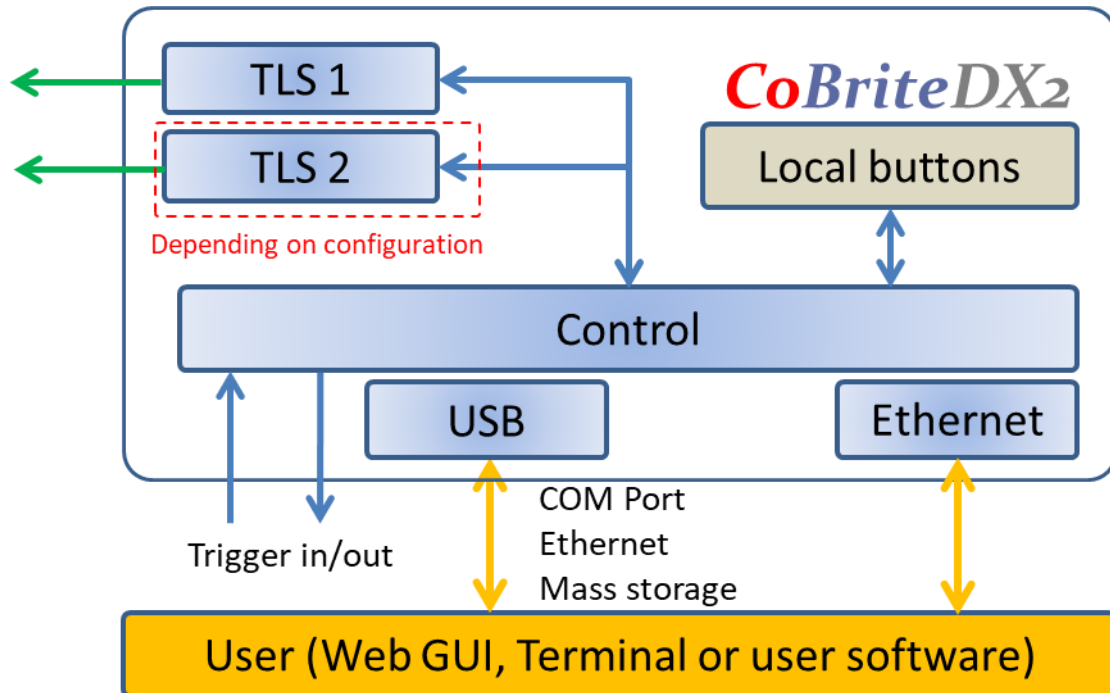 TLS 1
CoBriteDX2
TLS 2
Local buttons
Depending on configuration
Control
USB
Ethernet
COM Port
Ethernet
Mass storage
Trigger in/out
User (Web GUI, Terminal or user software)